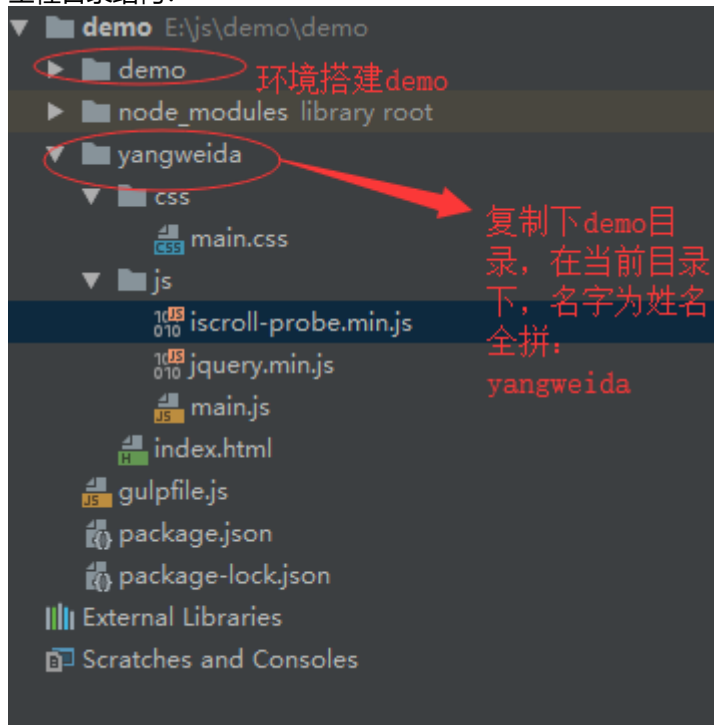 demo E:\js\demo\demo
demo
环境搭建demo
node_modules library root
yangweida
css
main.css
js
iscroll-probe.min.js
jquery.min.js
main.js
index.html
gulpfile.js
package.json
package-lock.json
External Libraries
Scratches and Consoles
复制下demo目
录，在当前目录
下，名字为姓名
全拼：
yangweida